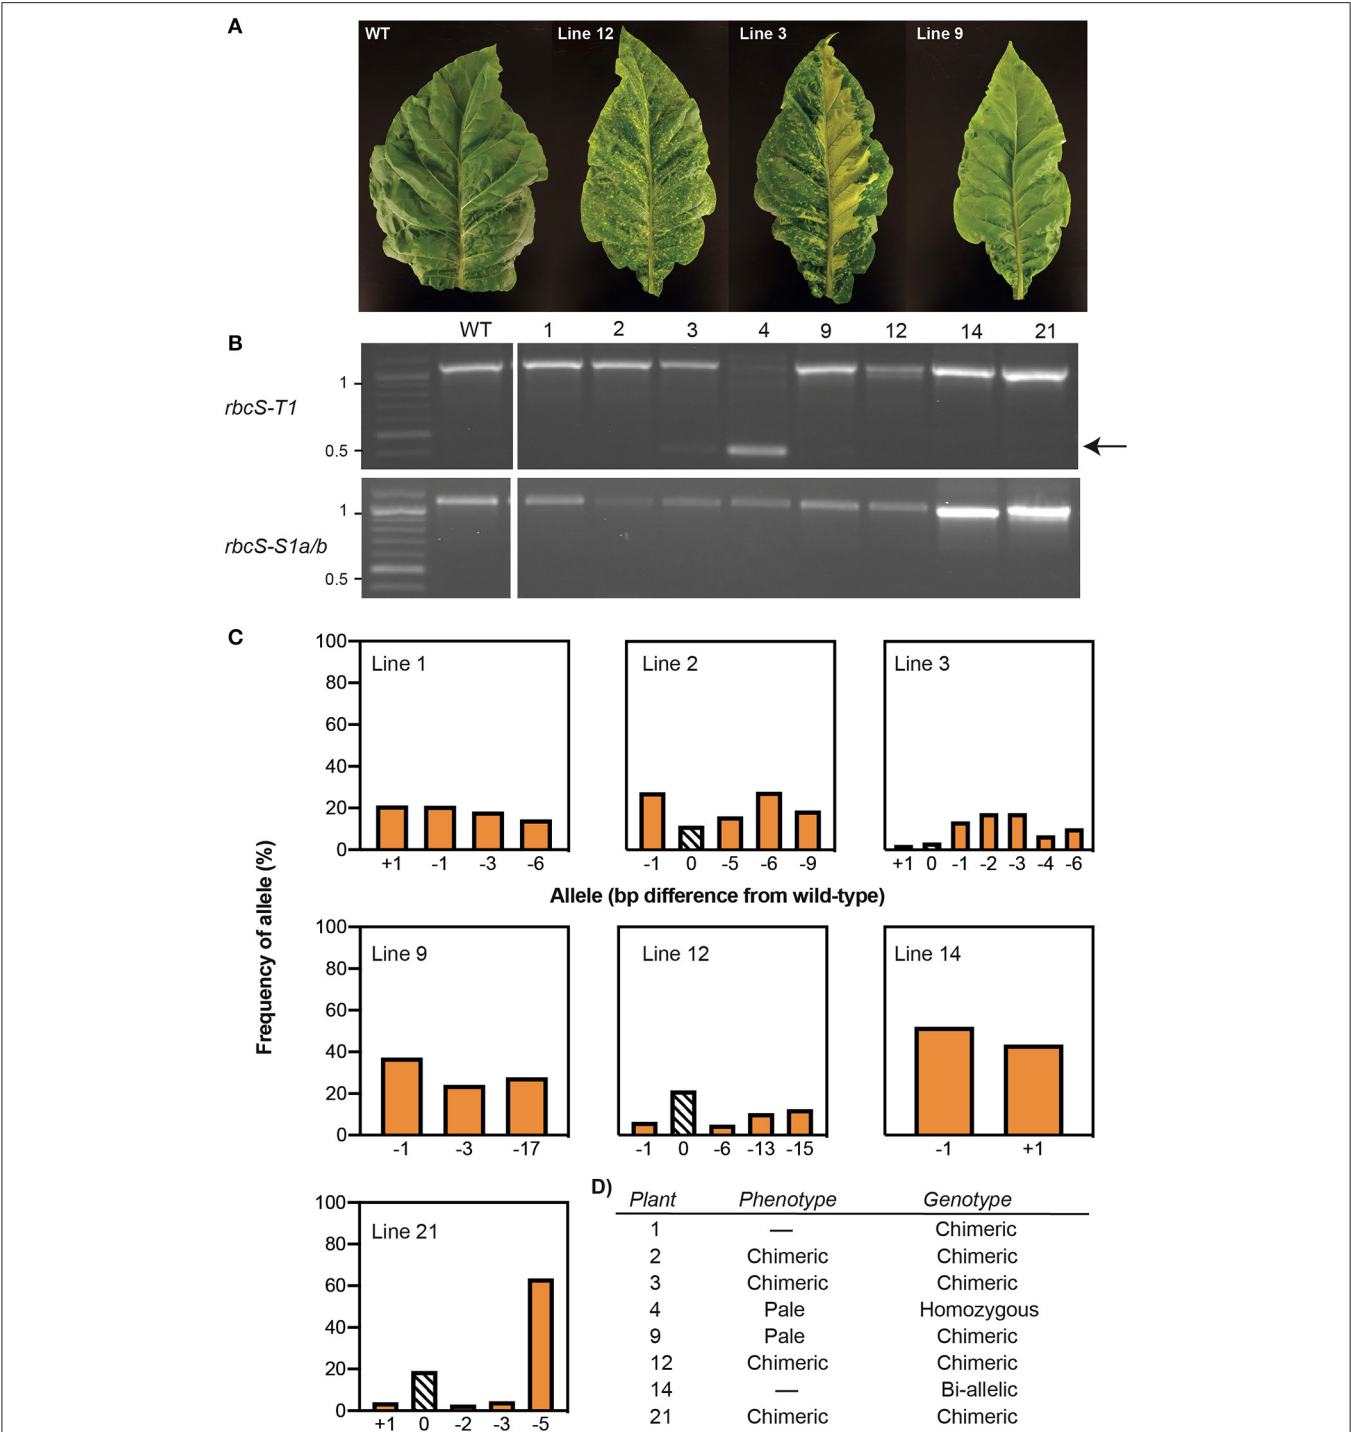 A
WT
Line 12
Line 3
Line 9
B
WT 1 2 3 4 9 12 14 21
1
rbcS-T1
0.5
1
rbcS-S1a/b
0.5
C
Frequency of allele (%)
100
80
60
40
20
0
Line 1
+1 -1 -3 -6
Line 2
-1 0 -5 -6 -9
Line 3
+1 0 -1 -2 -3 -4 -6
Allele (bp difference from wild-type)
100
80
60
40
20
0
Line 9
-1 -3 -17
Line 12
-1 0 -6 -13 -15
Line 14
-1 +1
100
80
60
40
20
0
Line 21
+1 0 -2 -3 -5
D)
Plant Phenotype Genotype
1 — Chimeric
2 Chimeric Chimeric
3 Chimeric Chimeric
4 Pale Homozygous
9 Pale Chimeric
12 Chimeric Chimeric
14 — Bi-allelic
21 Chimeric Chimeric